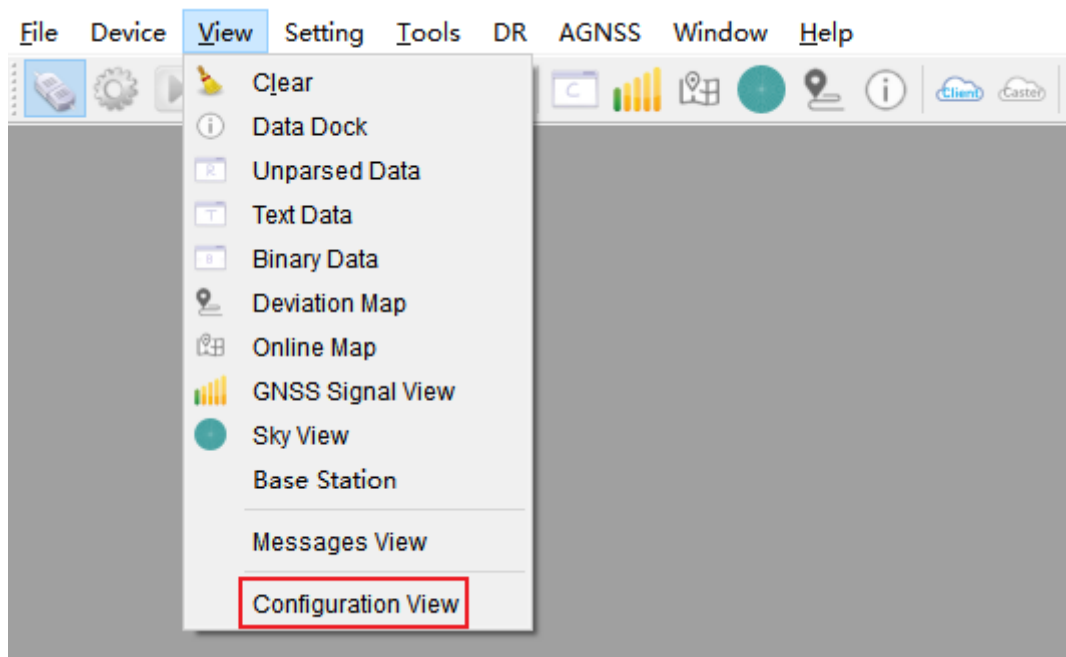 File Device View Setting Tools DR AGNSS Window Help
C Client Caster
Clear
Data Dock
R Unparsed Data
T Text Data
B Binary Data
Deviation Map
Online Map
GNSS Signal View
Sky View
Base Station
Messages View
Configuration View